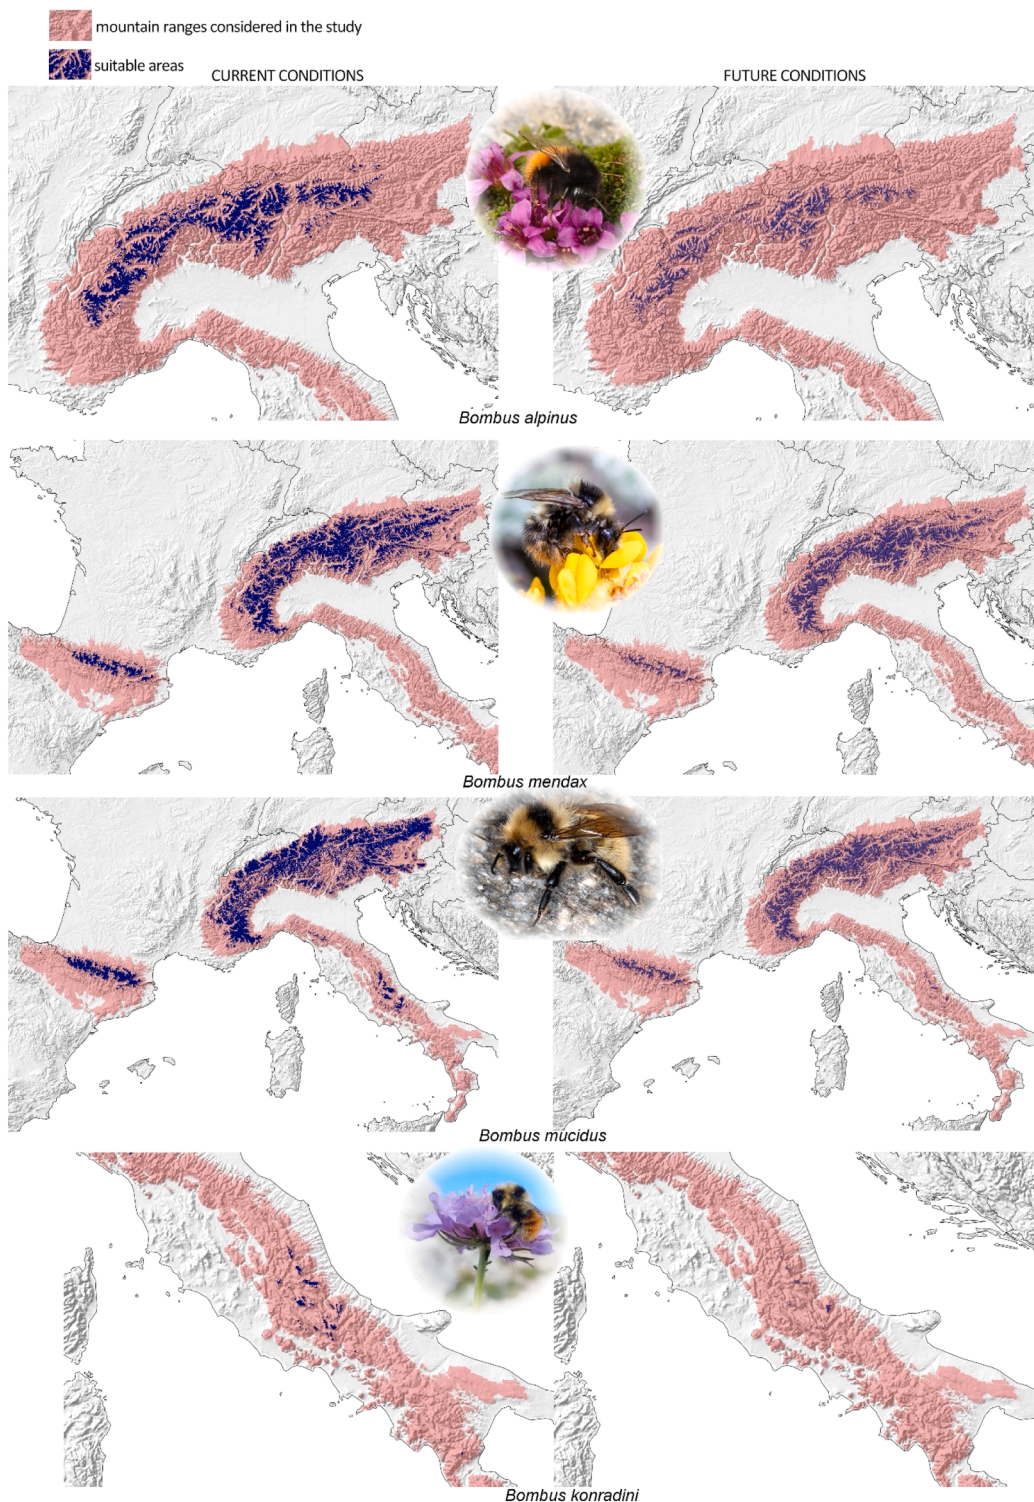 mountain ranges considered in the study
suitable areas
CURRENT CONDITIONS
FUTURE CONDITIONS
Bombus alpinus
Bombus mendax
Bombus mucidus
Bombus konradini